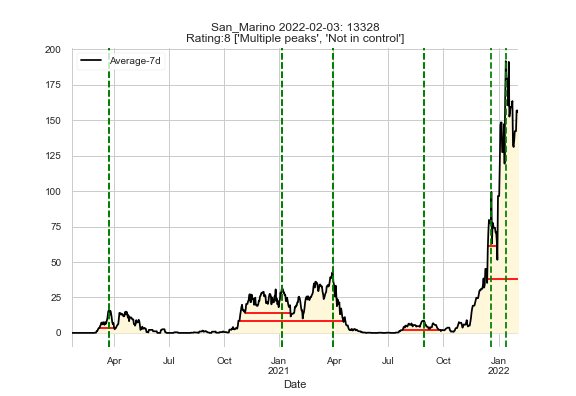 San_Marino 2022-02-03: 13328
Rating:8 ['Multiple peaks', 'Not in control']
Average-7d
200
175
150
125
100
75
50
25
0
Apr
Jul
Oct
Jan
2021
Apr
Jul
Oct
Jan
2022
Date